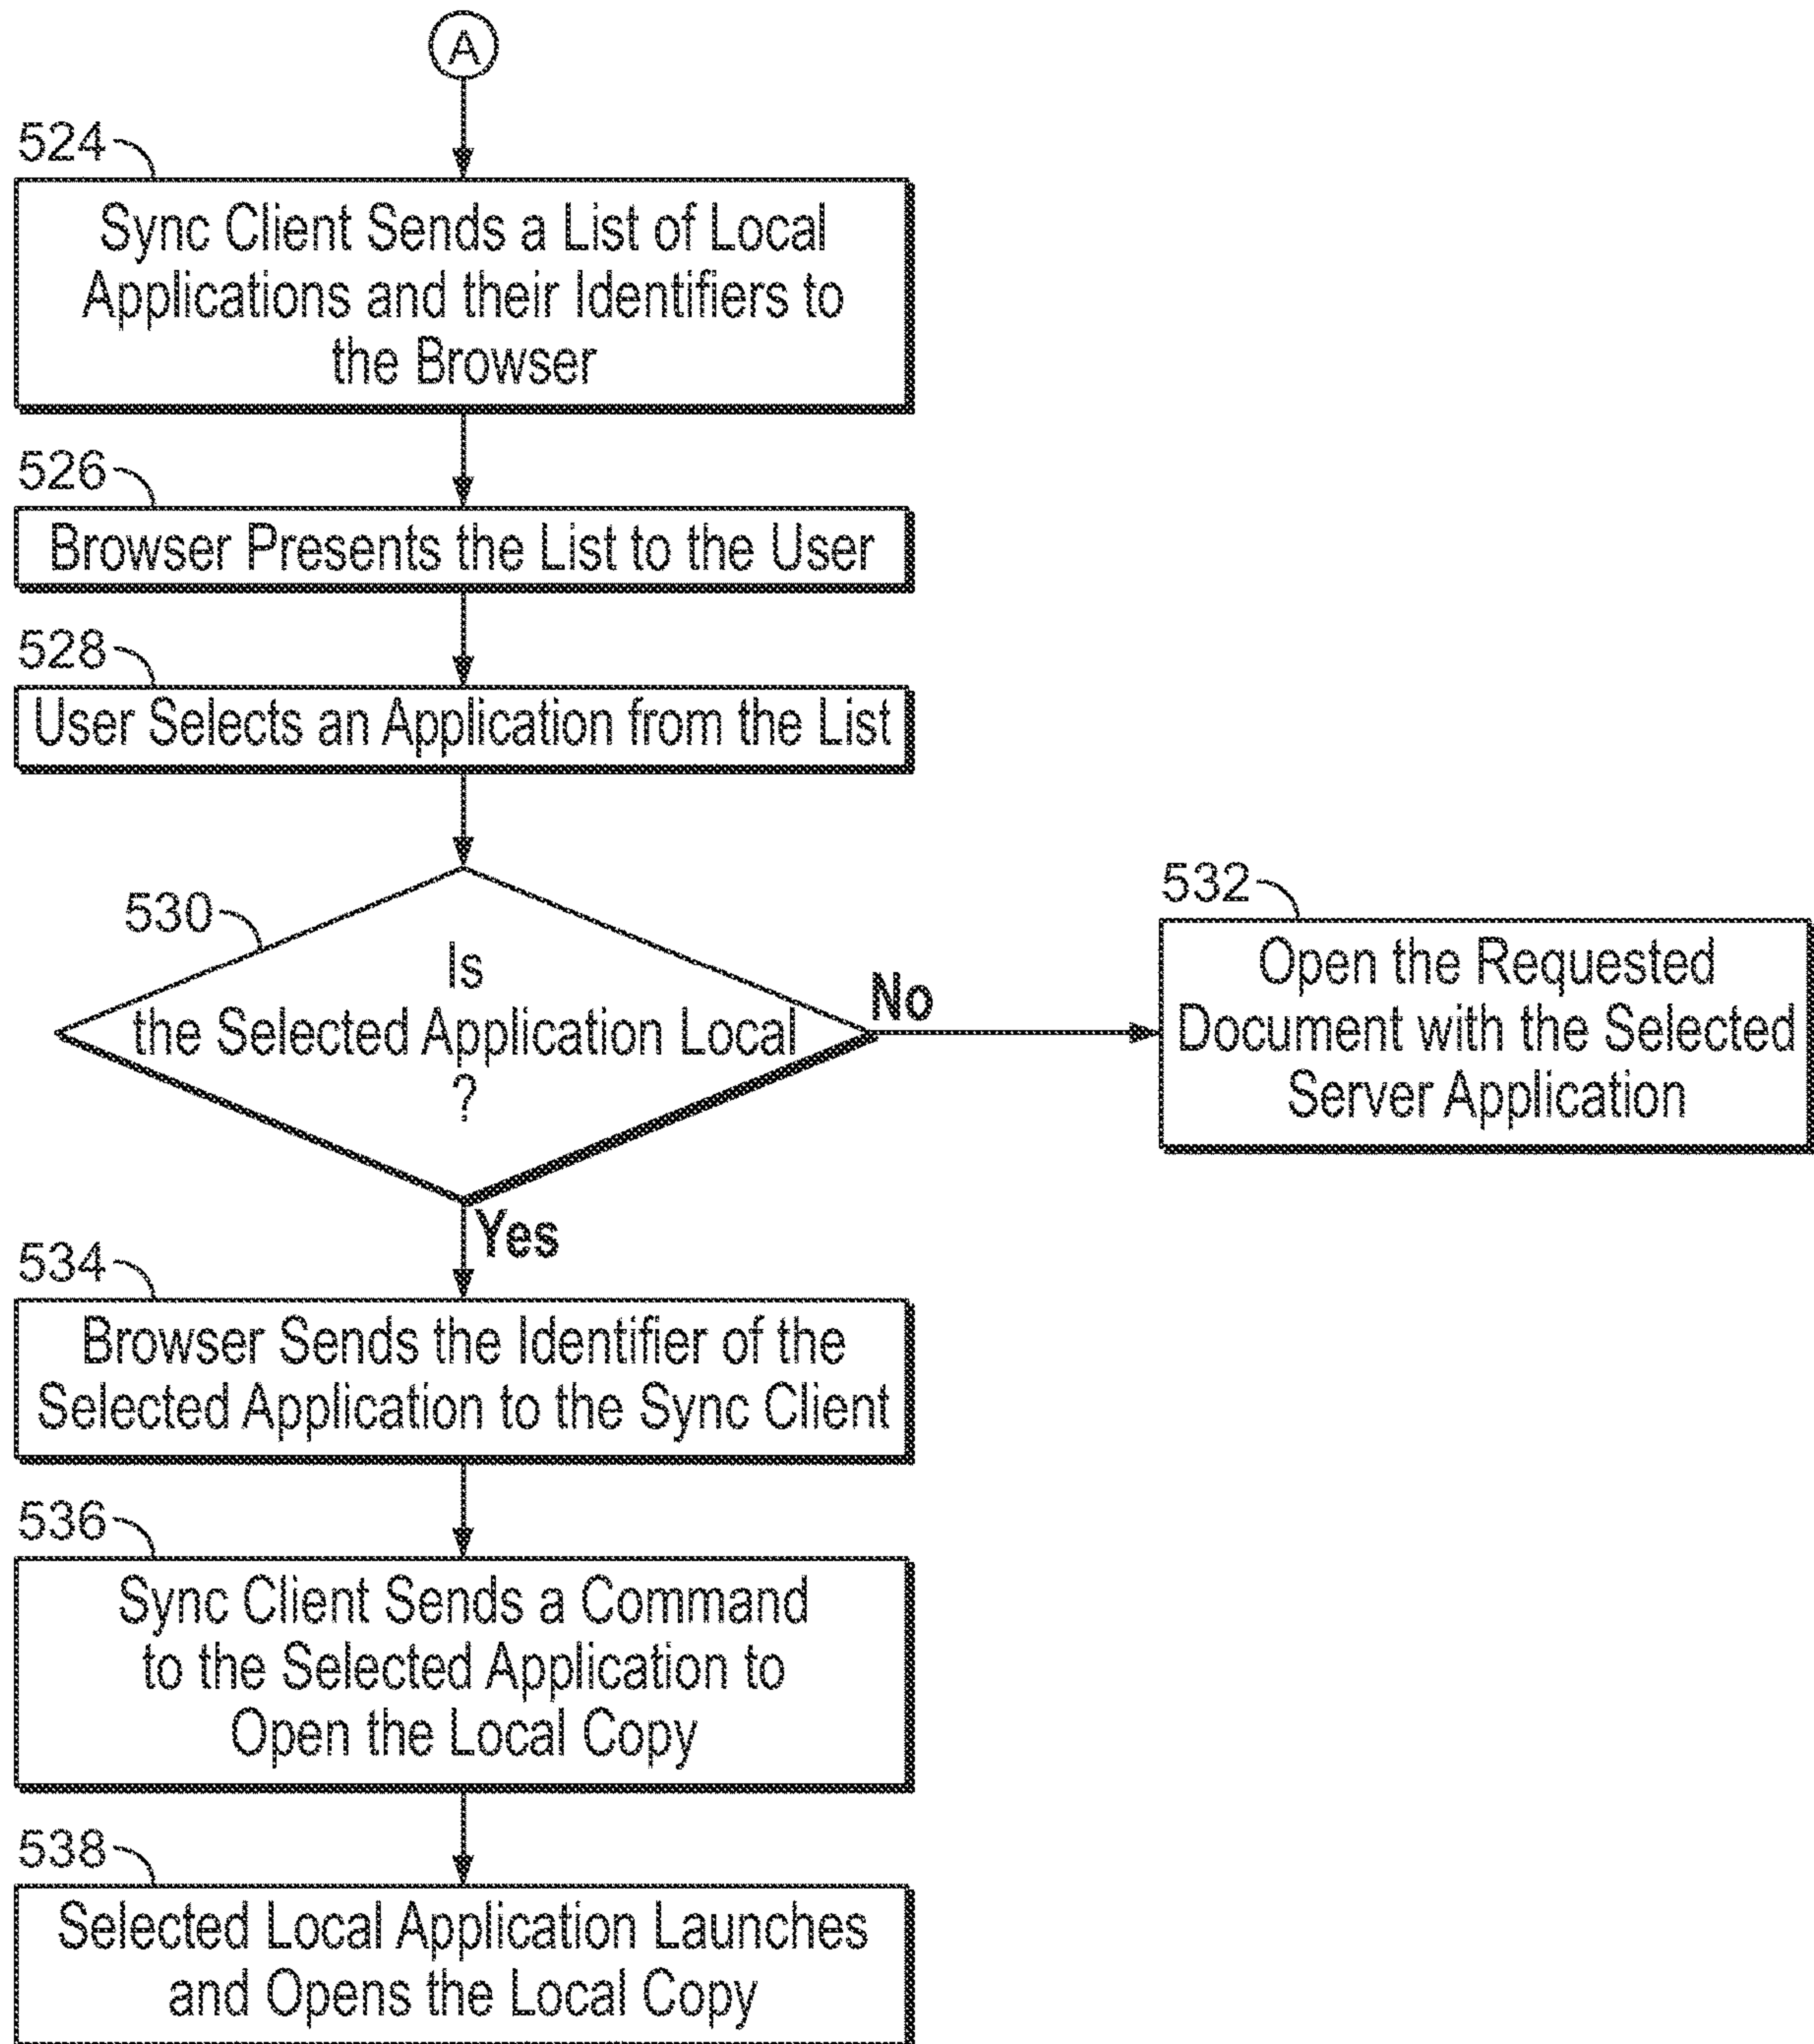 A
524
Sync Client Sends a List of Local
Applications and their Identifiers to
the Browser
526
Browser Presents the List to the User
528
User Selects an Application from the List
530
Is
the Selected Application Local
?
No
532
Open the Requested
Document with the Selected
Server Application
Yes
534
Browser Sends the Identifier of the
Selected Application to the Sync Client
536
Sync Client Sends a Command
to the Selected Application to
Open the Local Copy
538
Selected Local Application Launches
and Opens the Local Copy